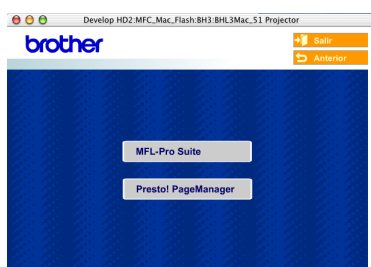 Develop HD2:MFC_Mac_Flash:BH3:BHL3Mac_51 Projector
brother
Salir
Anterior
MFL-Pro Suite
Presto! PageManager